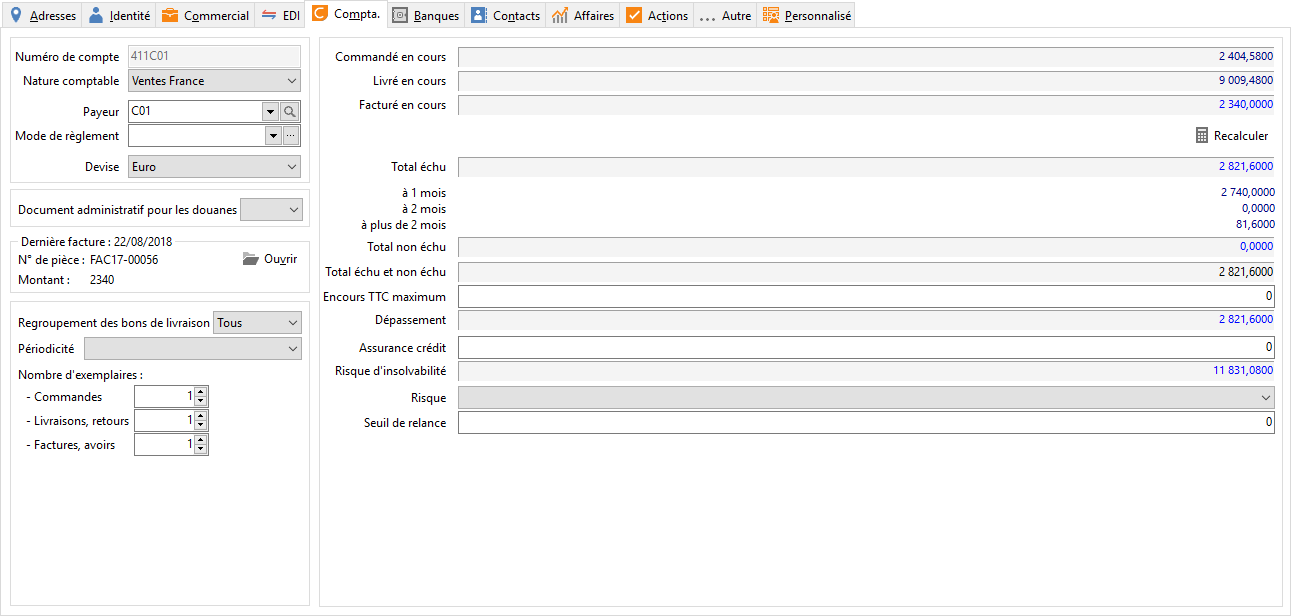 Adresses Identité Commercial EDI Compta. Banques Contacts Affaires Actions ... Autre Personnalisé
Numéro de compte 411C01
Nature comptable Ventes France
Payeur C01
Mode de règlement ...
Devise Euro
Document administratif pour les douanes
Dernière facture : 22/08/2018
N° de pièce : FAC17-00056 Ouvrir
Montant : 2340
Regroupement des bons de livraison Tous
Périodicité
Nombre d'exemplaires :
- Commandes 1
- Livraisons, retours 1
- Factures, avoirs 1
Commandé en cours 2 404,5800
Livré en cours 9 009,4800
Facturé en cours 2 340,0000
Recalculer
Total échu 2 821,6000
à 1 mois 2 740,0000
à 2 mois 0,0000
à plus de 2 mois 81,6000
Total non échu 0,0000
Total échu et non échu 2 821,6000
Encours TTC maximum 0
Dépassement 2 821,6000
Assurance crédit 0
Risque d'insolvabilité 11 831,0800
Risque
Seuil de relance 0